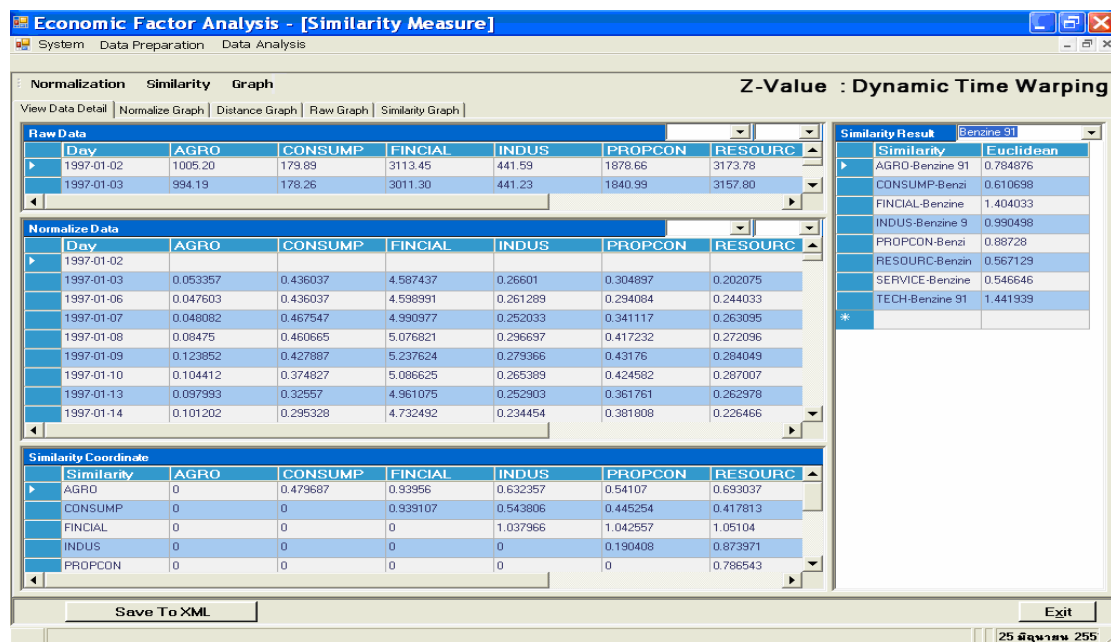 Economic Factor Analysis - [Similarity Measure]
System Data Preparation Data Analysis
Normalization Similarity Graph
Z-Value : Dynamic Time Warping
View Data Detail Normalize Graph Distance Graph Raw Graph Similarity Graph
Raw Data
Day AGRO CONSUMP FINCIAL INDUS PROPCON RESOURC
1997-01-02 1005.20 179.89 3113.45 441.59 1878.66 3173.78
1997-01-03 994.19 178.26 3011.30 441.23 1840.99 3157.80
Normalize Data
Day AGRO CONSUMP FINCIAL INDUS PROPCON RESOURC
1997-01-02
1997-01-03 0.053357 0.436037 4.587437 0.26601 0.304897 0.202075
1997-01-06 0.047603 0.436037 4.598991 0.261289 0.294084 0.244033
1997-01-07 0.048082 0.467547 4.990977 0.252033 0.341117 0.263095
1997-01-08 0.08475 0.460665 5.076821 0.296697 0.417232 0.272096
1997-01-09 0.123852 0.427887 5.237624 0.279366 0.43176 0.284049
1997-01-10 0.104412 0.374827 5.086625 0.265389 0.424582 0.287007
1997-01-13 0.097993 0.32557 4.961075 0.252903 0.361761 0.262978
1997-01-14 0.101202 0.295328 4.732492 0.234454 0.381808 0.226466
Similarity Coordinate
Similarity AGRO CONSUMP FINCIAL INDUS PROPCON RESOURC
AGRO 0 0.479687 0.93956 0.632357 0.54107 0.693037
CONSUMP 0 0 0.939107 0.543806 0.445254 0.417813
FINCIAL 0 0 0 1.037966 1.042557 1.05104
INDUS 0 0 0 0 0.190408 0.873971
PROPCON 0 0 0 0 0 0.786543
Similarity Result Benzine 91
Similarity Euclidean
AGRO-Benzine 91 0.784876
CONSUMP-Benzi 0.610698
FINCIAL-Benzine 1.404033
INDUS-Benzine 9 0.990498
PROPCON-Benzi 0.88728
RESOURC-Benzin 0.567129
SERVICE-Benzine 0.546646
TECH-Benzine 91 1.441939
Save To XML
Exit
25 มิถุนายน 255